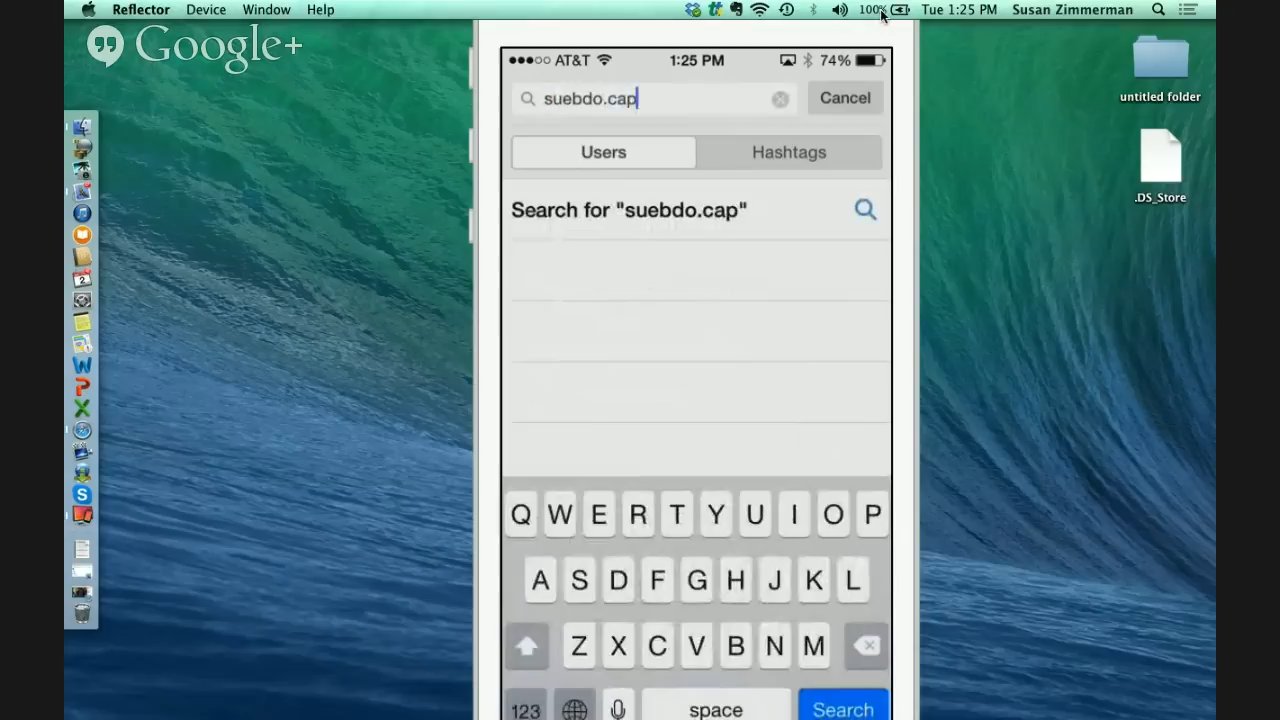 Reflector Device Window Help 100% Tue 1:25 PM Susan Zimmerman
Google+
untitled folder
.DS_Store
AT&T 1:25 PM 74%
suebdo.cap Cancel
Users Hashtags
Search for "suebdo.cap"
Q W E R T Y U I O P
A S D F G H J K L
Z X C V B N M
123 space Search